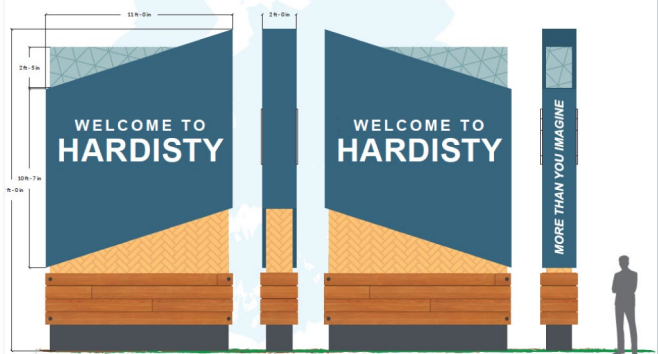 11 ft - 0 in
2 ft - 0 in
2 ft - 5 in
WELCOME TO
HARDISTY
WELCOME TO
HARDISTY
MORE THAN YOU IMAGINE
10 ft - 7 in
ft - 0 in